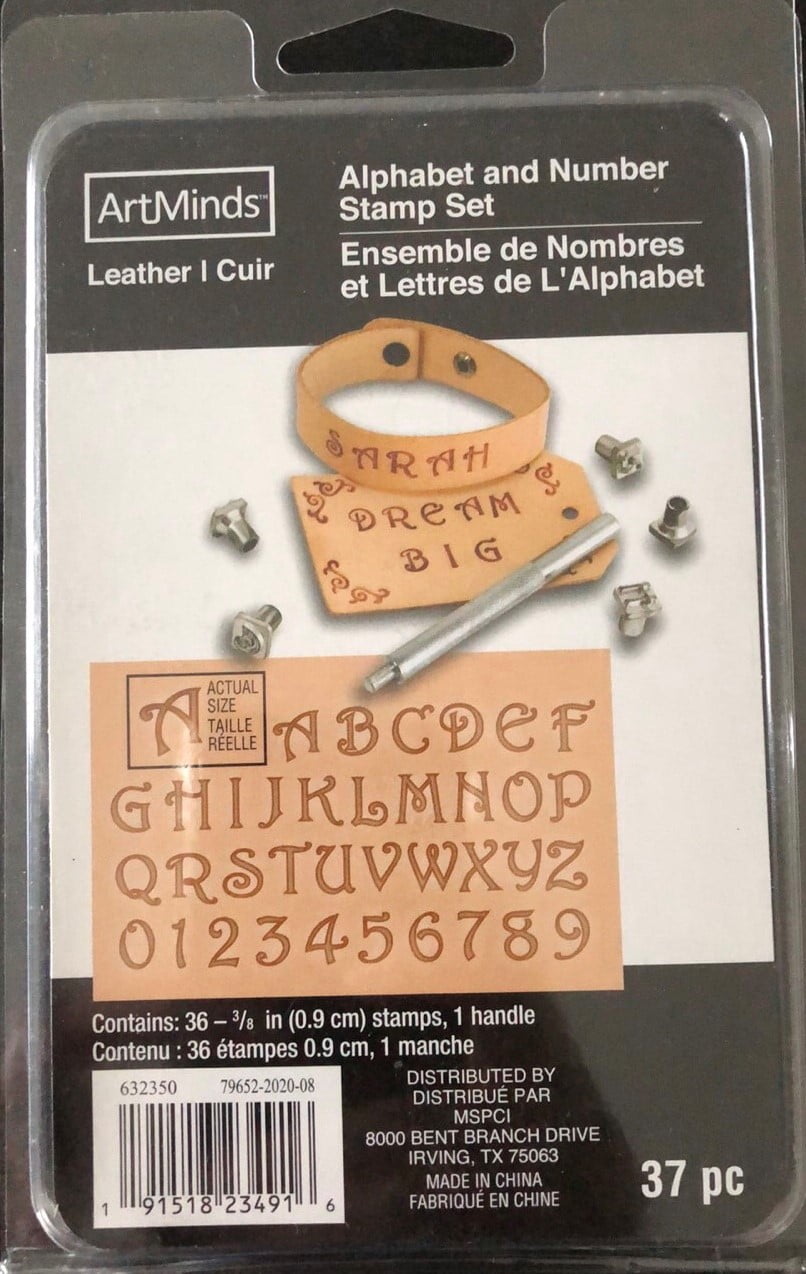 ArtMinds™
Leather | Cuir
Alphabet and Number
Stamp Set
Ensemble de Nombres
et Lettres de L'Alphabet
SARAH
DREAM
BIG
A
ACTUAL
SIZE
TAILLE
RÉELLE
ABCDEF
GHIJKLMNOP
QRSTUVWXYZ
0123456789
Contains: 36 – 3/8 in (0.9 cm) stamps, 1 handle
Contenu : 36 étampes 0.9 cm, 1 manche
632350 79652-2020-08
1 91518 23491 6
DISTRIBUTED BY
DISTRIBUÉ PAR
MSPCI
8000 BENT BRANCH DRIVE
IRVING, TX 75063
MADE IN CHINA
FABRIQUÉ EN CHINE
37 pc